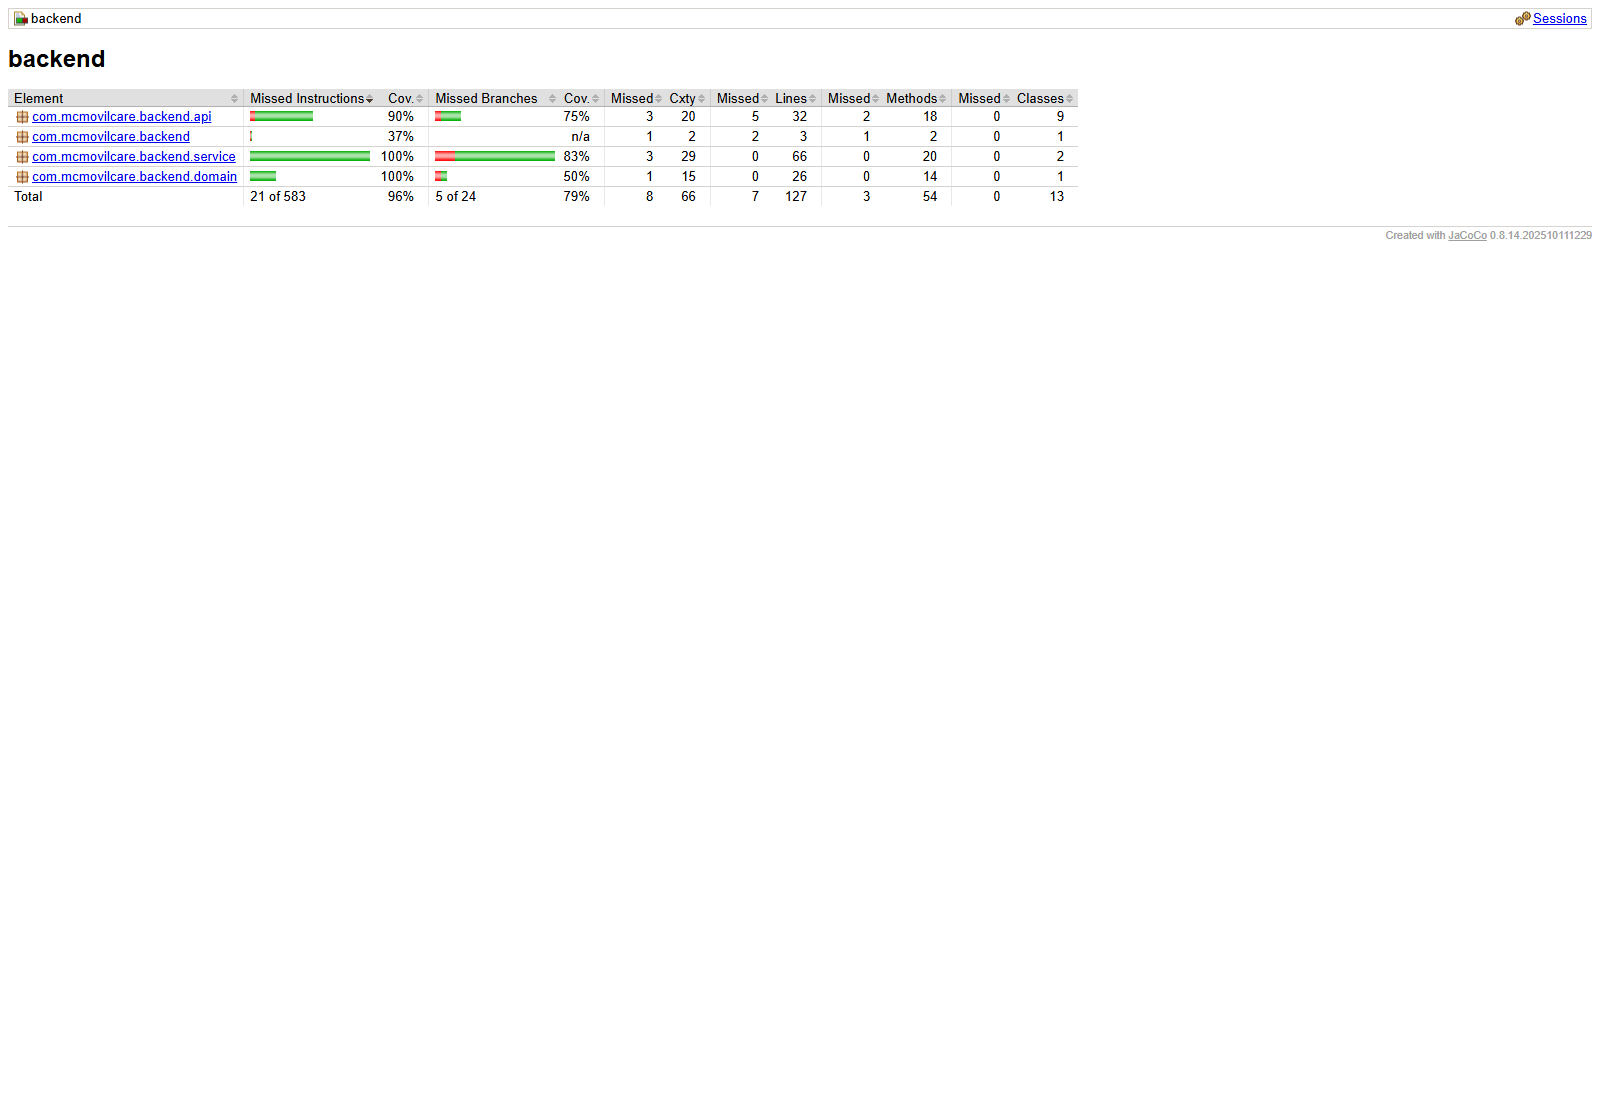 backend Sessions
backend
Element Missed Instructions Cov. Missed Branches Cov. Missed Cxty Missed Lines Missed Methods Missed Classes
com.mcmovilcare.backend.api 90% 75% 3 20 5 32 2 18 0 9
com.mcmovilcare.backend 37% n/a 1 2 2 3 1 2 0 1
com.mcmovilcare.backend.service 100% 83% 3 29 0 66 0 20 0 2
com.mcmovilcare.backend.domain 100% 50% 1 15 0 26 0 14 0 1
Total 21 of 583 96% 5 of 24 79% 8 66 7 127 3 54 0 13
Created with JaCoCo 0.8.14.202510111229